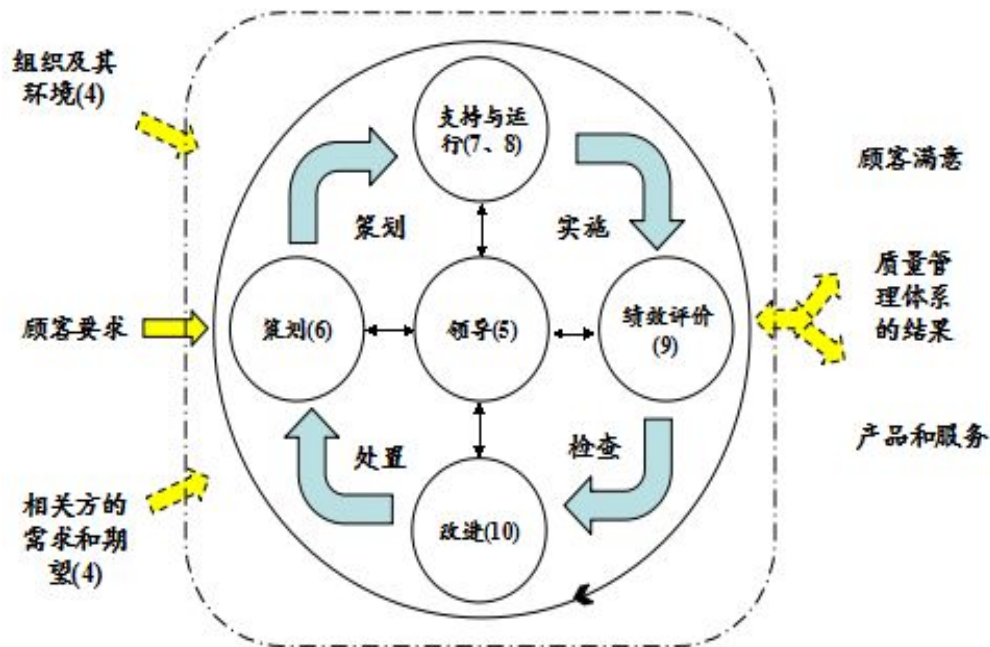 组织及其
环境(4)
支持与运
行(7、8)
顾客满意
策划
实施
顾客要求
策划(6)
领导(5)
绩效评价
(9)
质量管
理体系
的结果
处置
检查
产品和服务
相关方的
需求和期
望(4)
改进(10)